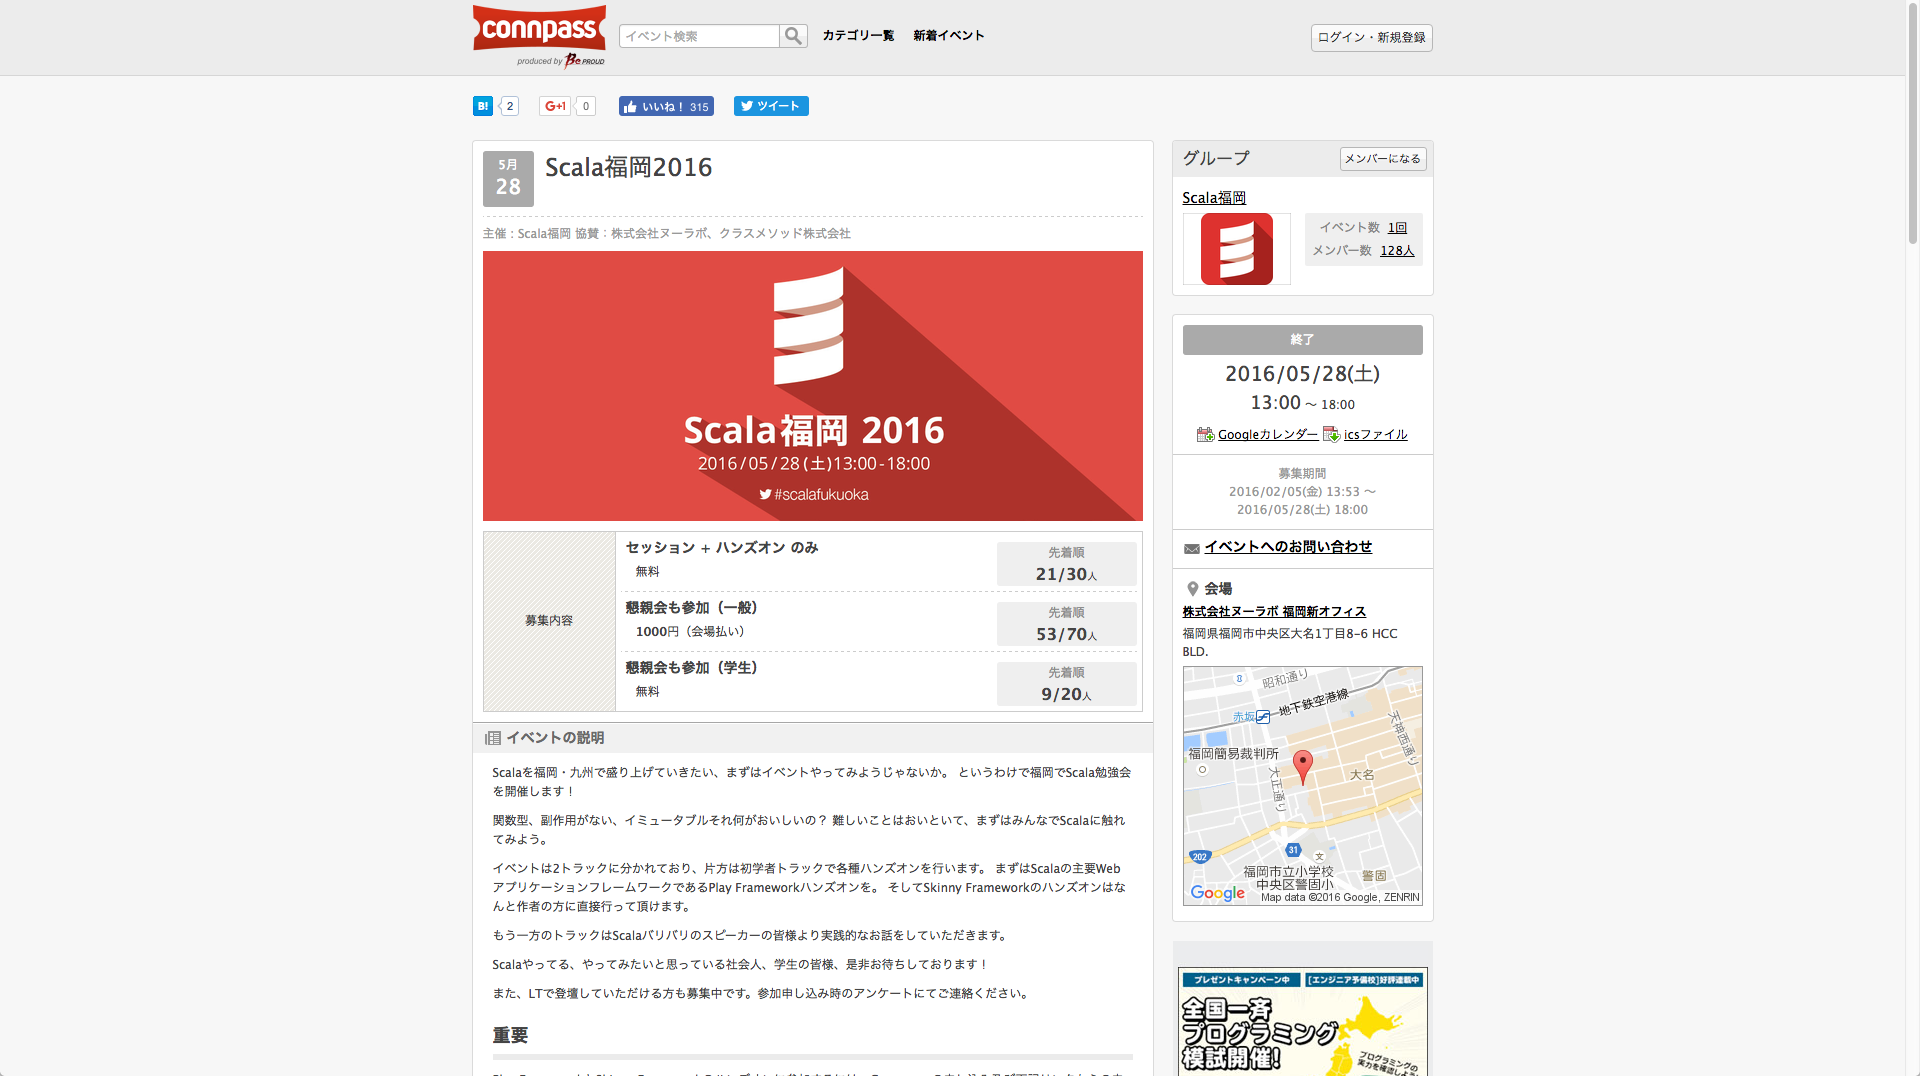 connpass
produced by Be PROUD
イベント検索
カテゴリ一覧
新着イベント
ログイン・新規登録
B! 2
G+1 0
いいね！ 315
ツイート
5月
28
Scala福岡2016
主催 : Scala福岡 協賛：株式会社ヌーラボ、クラスメソッド株式会社
Scala福岡 2016
2016/05/28(土)13:00-18:00
#scalafukuoka
募集内容
セッション + ハンズオン のみ
無料
先着順
21/30人
懇親会も参加（一般）
1000円（会場払い）
先着順
53/70人
懇親会も参加（学生）
無料
先着順
9/20人
イベントの説明
Scalaを福岡・九州で盛り上げていきたい、まずはイベントやってみようじゃないか。 というわけで福岡でScala勉強会
を開催します！
関数型、副作用がない、イミュータブルそれ何がおいしいの？ 難しいことはおいといて、まずはみんなでScalaに触れ
てみよう。
イベントは2トラックに分かれており、片方は初学者トラックで各種ハンズオンを行います。 まずはScalaの主要Web
アプリケーションフレームワークであるPlay Frameworkハンズオンを。 そしてSkinny Frameworkのハンズオンはな
んと作者の方に直接行って頂けます。
もう一方のトラックはScalaバリバリのスピーカーの皆様より実践的なお話をしていただきます。
Scalaやってる、やってみたいと思っている社会人、学生の皆様、是非お待ちしております！
また、LTで登壇していただける方も募集中です。参加申し込み時のアンケートにてご連絡ください。
重要
グループ
メンバーになる
Scala福岡
イベント数 1回
メンバー数 128人
終了
2016/05/28(土)
13:00 〜 18:00
Googleカレンダー
icsファイル
募集期間
2016/02/05(金) 13:53 〜
2016/05/28(土) 18:00
イベントへのお問い合わせ
会場
株式会社ヌーラボ 福岡新オフィス
福岡県福岡市中央区大名1丁目8-6 HCC
BLD.
昭和通り
地下鉄空港線
赤坂
天神西通り
福岡簡易裁判所
大正通り
大名
202
31
文
福岡市立小学校
中央区警固小
警固
Google
Map data ©2016 Google, ZENRIN
プレゼントキャンペーン中
[エンジニア予備校]好評連載中
全国一斉
プログラミング
模試開催!
プログラミングの
実力を確認しよう